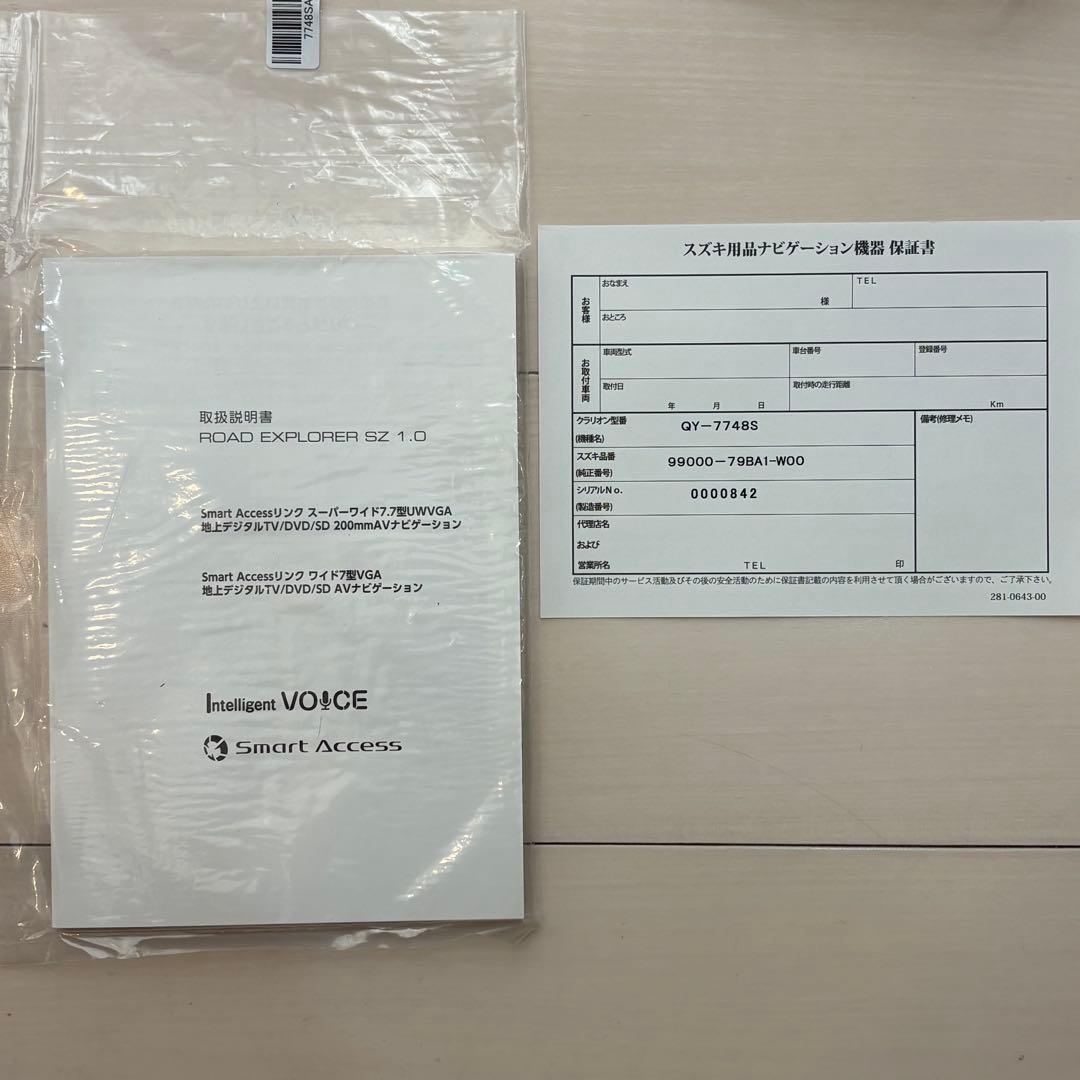 7748SA
取扱説明書
ROAD EXPLORER SZ 1.0
Smart Accessリンク スーパーワイド7.7型UWVGA
地上デジタルTV/DVD/SD 200mmAVナビゲーション
Smart Accessリンク ワイド7型VGA
地上デジタルTV/DVD/SD AVナビゲーション
Intelligent VOICE
Smart Access
スズキ用品ナビゲーション機器 保証書
お客様
おなまえ 様 TEL
おところ
お取付車両
車両型式 車台番号 登録番号
取付日 年 月 日 取付時の走行距離 Km
クラリオン型番 QY-7748S 備考(修理メモ)
(機種名)
スズキ品番 99000-79BA1-W00
(純正番号)
シリアルNo. 0000842
(製造番号)
代理店名
および
営業所名 TEL 印
保証期間中のサービス活動及びその後の安全活動のために保証書記載の内容を利用させて頂く場合がございますので、ご了承下さい。
281-0643-00